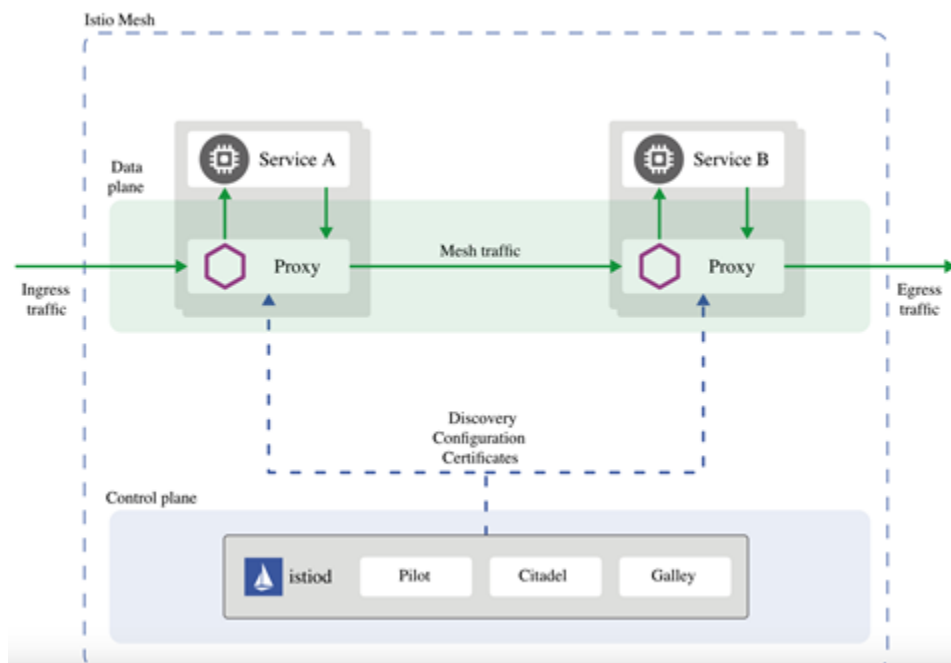 Istio Mesh
Data
plane
Service A
Service B
Proxy
Mesh traffic
Proxy
Ingress
traffic
Egress
traffic
Discovery
Configuration
Certificates
Control plane
istiod
Pilot
Citadel
Galley